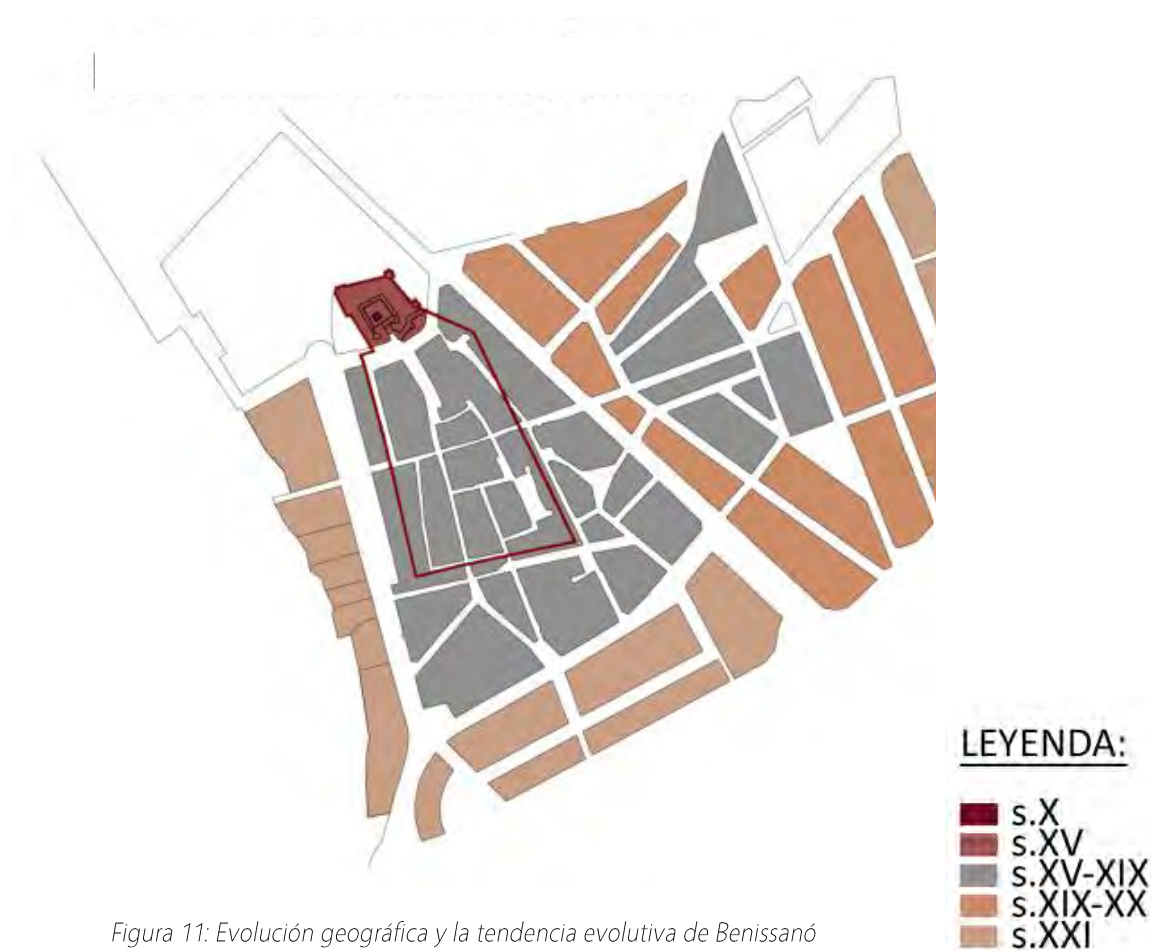 LEYENDA:
s.X
s.XV
s.XV-XIX
s.XIX-XX
s.XXI
Figura 11: Evolución geográfica y la tendencia evolutiva de Benissanó